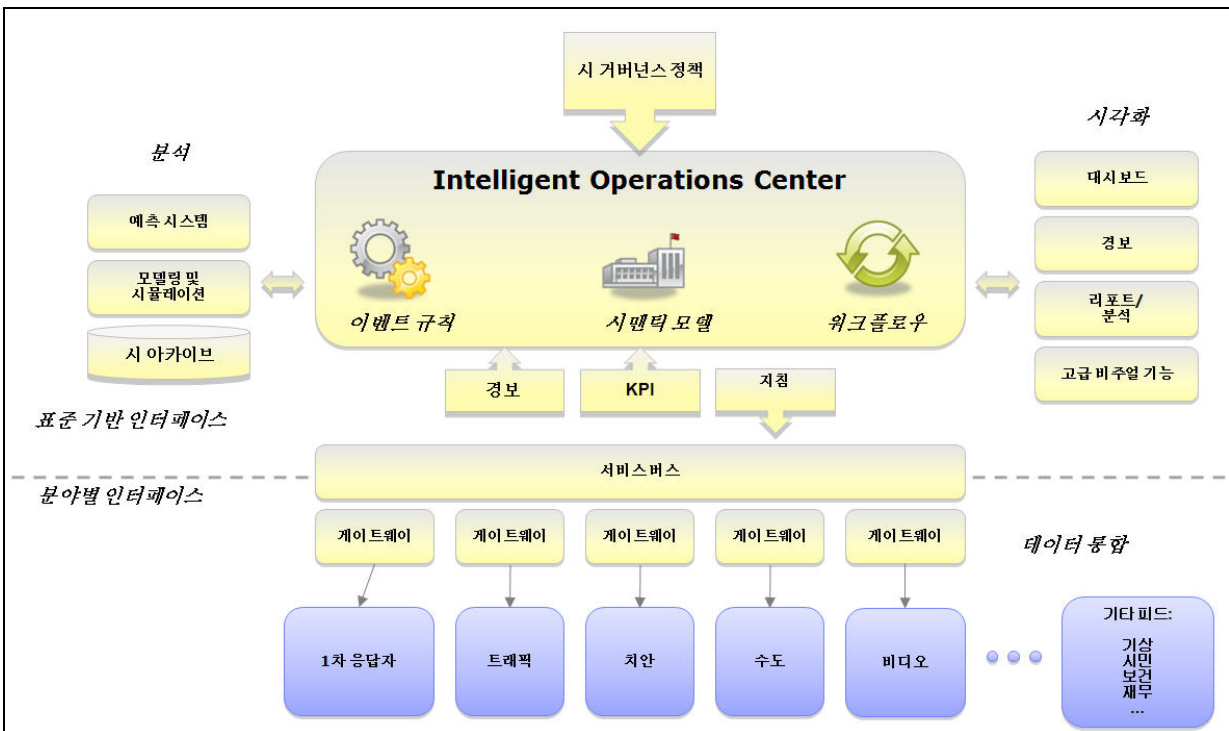 시 거버넌스 정책
분석
시각화
Intelligent Operations Center
예측 시스템
모델링 및
시뮬레이션
시 아카이브
이벤트 규칙
시맨틱 모델
워크플로우
대시보드
경보
리포트/
분석
고급 비주얼 기능
경보
KPI
지침
표준 기반 인터페이스
서비스버스
분야별 인터페이스
게이트웨이
게이트웨이
게이트웨이
게이트웨이
게이트웨이
데이터 통합
1차 응답자
트래픽
치안
수도
비디오
기타 피드:
기상
시민
보건
재무
...